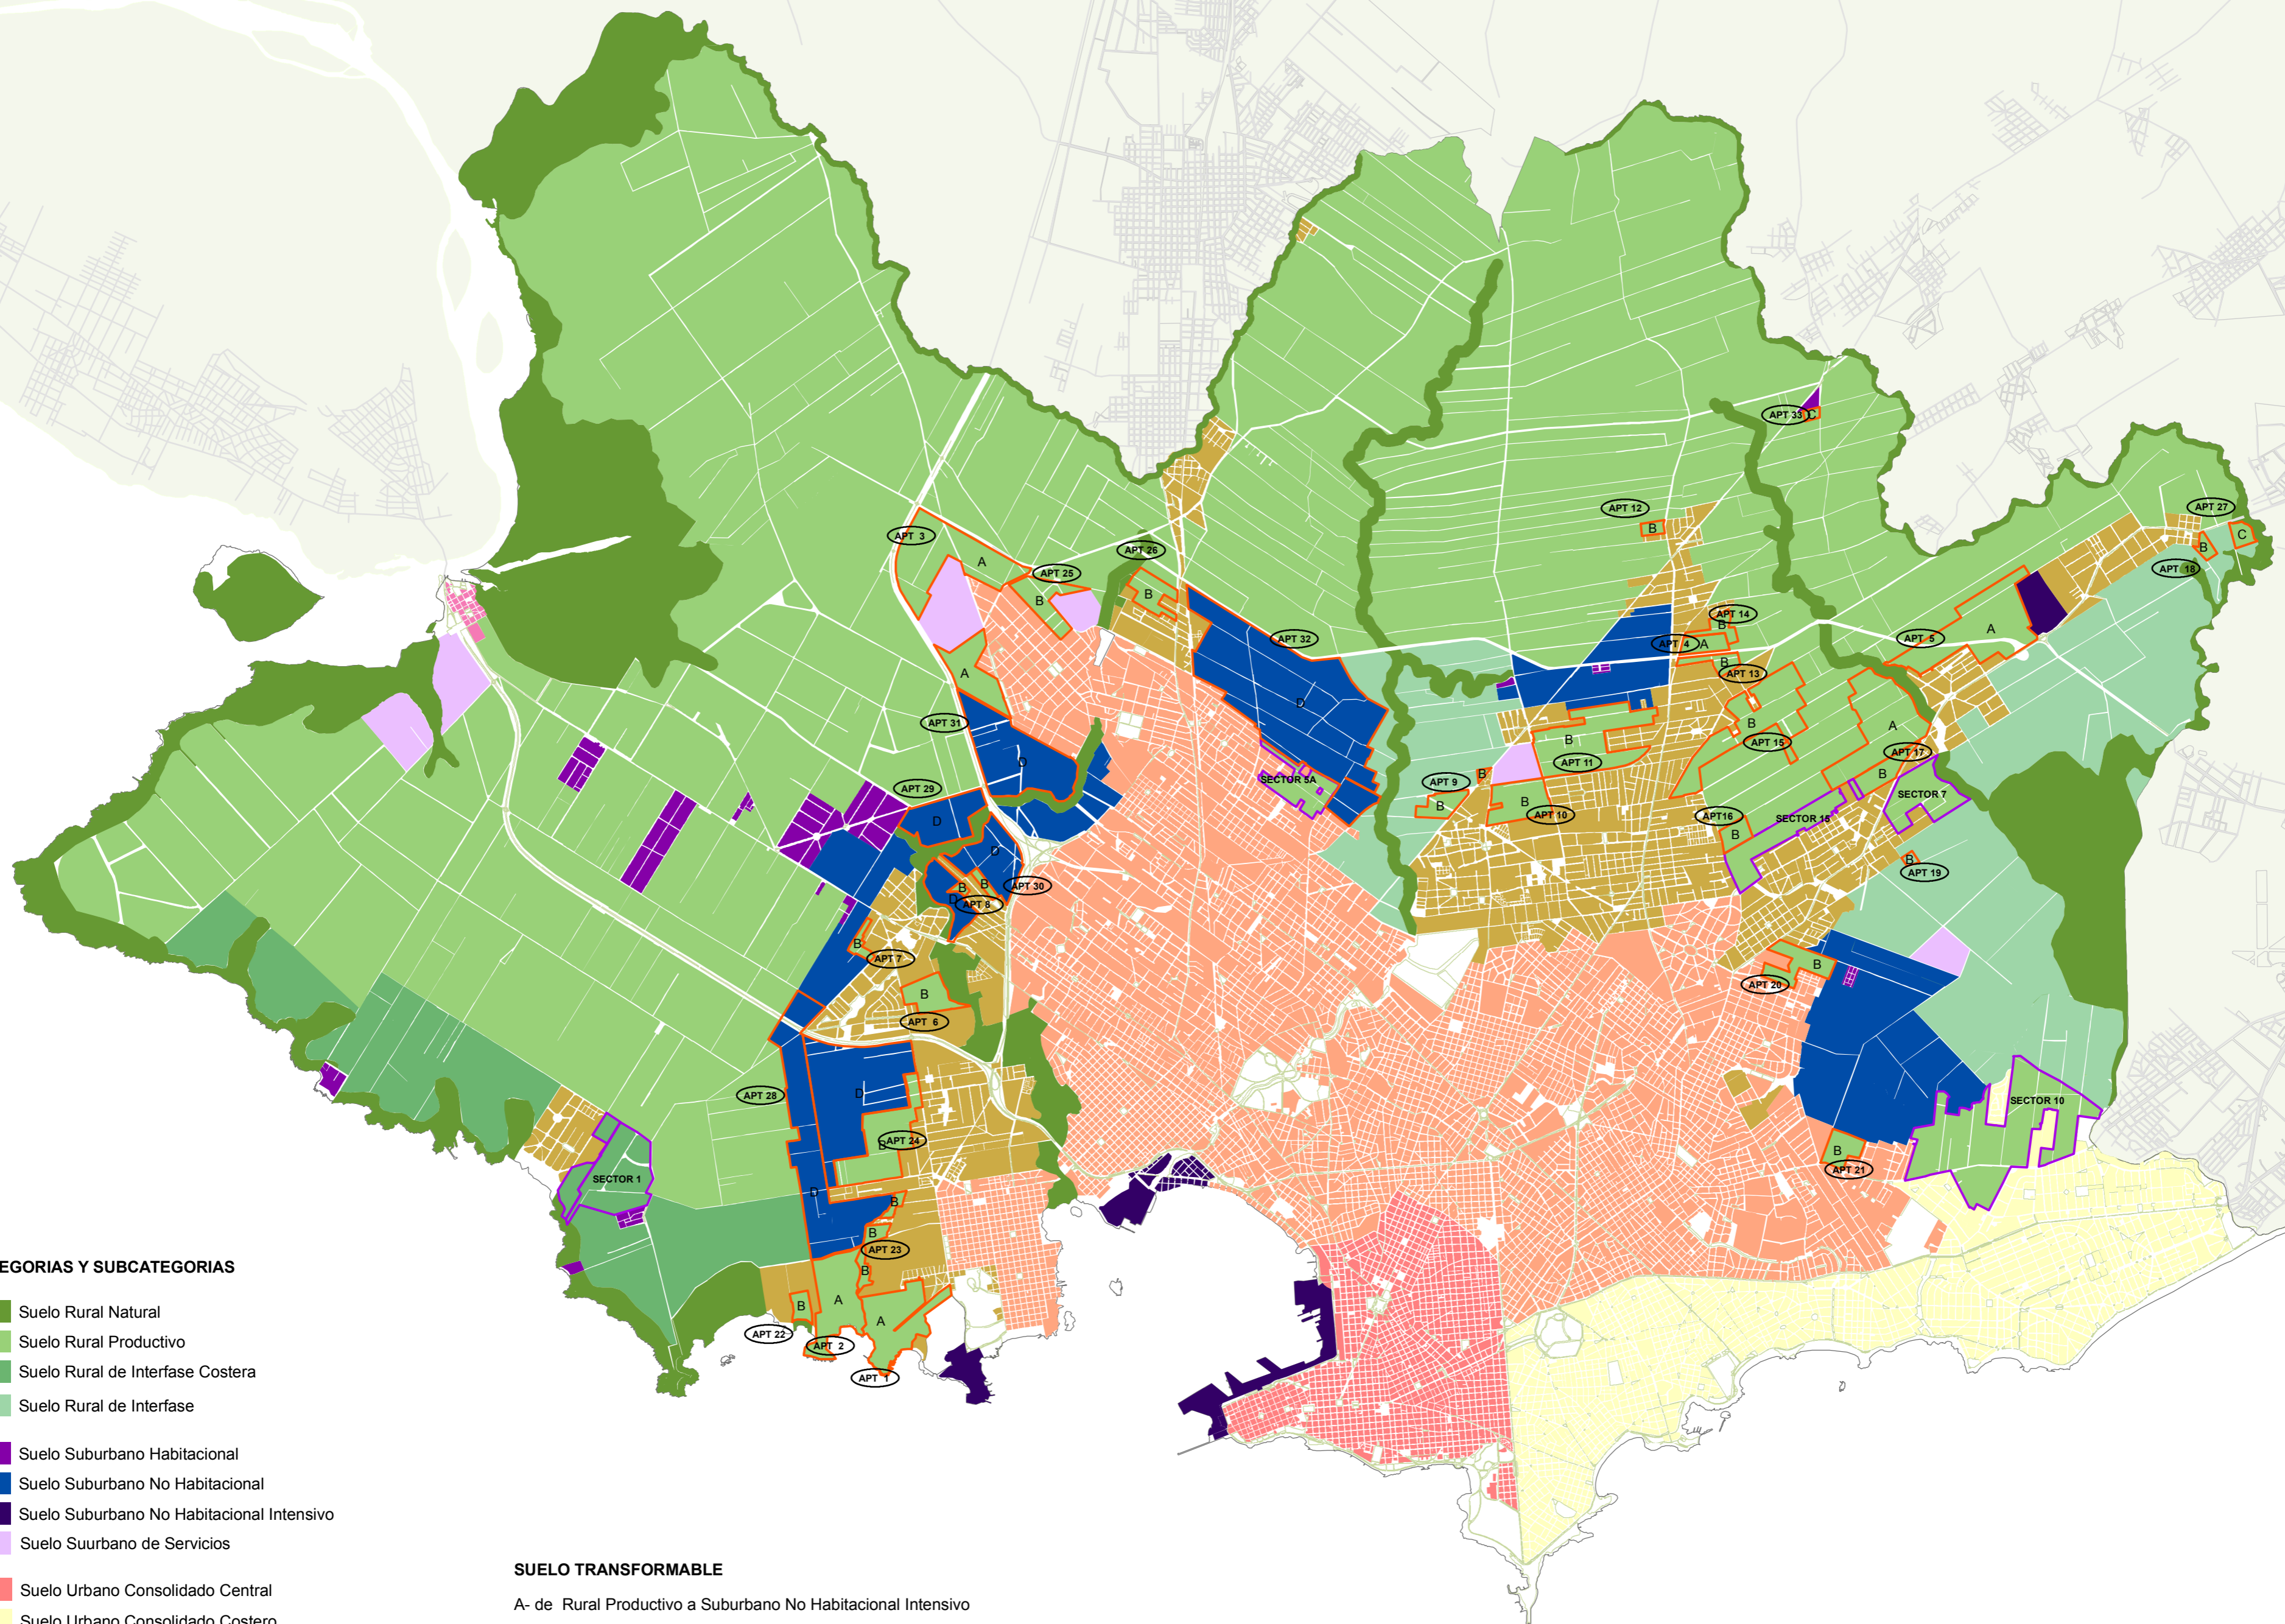 APT 33
C
APT 27
APT 12
B
C
B
APT 18
APT 3
APT 26
A
APT 25
B
B
APT 14
B
APT 32
APT 4
A
APT 5
A
B
APT 13
A
D
APT 31
B
A
B
APT 15
APT 17
D
B
APT 11
B
SECTOR 5A
APT 9
B
B
B
SECTOR 7
APT 29
D
APT 10
APT16
SECTOR 15
B
D
B
APT 19
B
B
APT 30
D
APT 8
B
APT 7
B
APT 20
B
APT 6
APT 28
D
SECTOR 10
B
APT 24
B
APT 21
SECTOR 1
D
B
B
APT 23
B
B
A
A
APT 22
APT 2
APT 1
EGORIAS Y SUBCATEGORIAS
Suelo Rural Natural
Suelo Rural Productivo
Suelo Rural de Interfase Costera
Suelo Rural de Interfase
Suelo Suburbano Habitacional
Suelo Suburbano No Habitacional
Suelo Suburbano No Habitacional Intensivo
Suelo Suurbano de Servicios
Suelo Urbano Consolidado Central
Suelo Urbano Consolidado Costero
SUELO TRANSFORMABLE
A- de Rural Productivo a Suburbano No Habitacional Intensivo